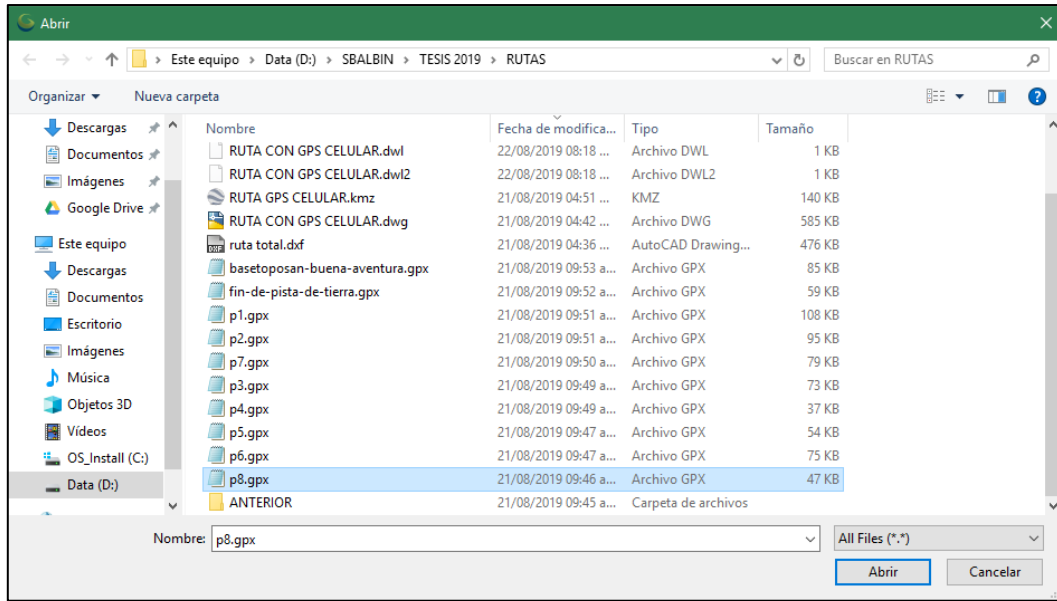 Abrir
Este equipo > Data (D:) > SBALBIN > TESIS 2019 > RUTAS
Buscar en RUTAS
Organizar
Nueva carpeta
Descargas
Documentos
Imágenes
Google Drive
Este equipo
Descargas
Documentos
Escritorio
Imágenes
Música
Objetos 3D
Vídeos
OS_Install (C:)
Data (D:)
Nombre Fecha de modifica... Tipo Tamaño
RUTA CON GPS CELULAR.dwl 22/08/2019 08:18 ... Archivo DWL 1 KB
RUTA CON GPS CELULAR.dwl2 22/08/2019 08:18 ... Archivo DWL2 1 KB
RUTA GPS CELULAR.kmz 21/08/2019 04:51 ... KMZ 140 KB
RUTA CON GPS CELULAR.dwg 21/08/2019 04:42 ... Archivo DWG 585 KB
DXF ruta total.dxf 21/08/2019 04:36 ... AutoCAD Drawing... 476 KB
basetoposan-buena-aventura.gpx 21/08/2019 09:53 a... Archivo GPX 85 KB
fin-de-pista-de-tierra.gpx 21/08/2019 09:52 a... Archivo GPX 59 KB
p1.gpx 21/08/2019 09:51 a... Archivo GPX 108 KB
p2.gpx 21/08/2019 09:51 a... Archivo GPX 95 KB
p7.gpx 21/08/2019 09:50 a... Archivo GPX 79 KB
p3.gpx 21/08/2019 09:49 a... Archivo GPX 73 KB
p4.gpx 21/08/2019 09:49 a... Archivo GPX 37 KB
p5.gpx 21/08/2019 09:47 a... Archivo GPX 54 KB
p6.gpx 21/08/2019 09:47 a... Archivo GPX 75 KB
p8.gpx 21/08/2019 09:46 a... Archivo GPX 47 KB
ANTERIOR 21/08/2019 09:45 a... Carpeta de archivos
Nombre: p8.gpx All Files (*.*)
Abrir Cancelar